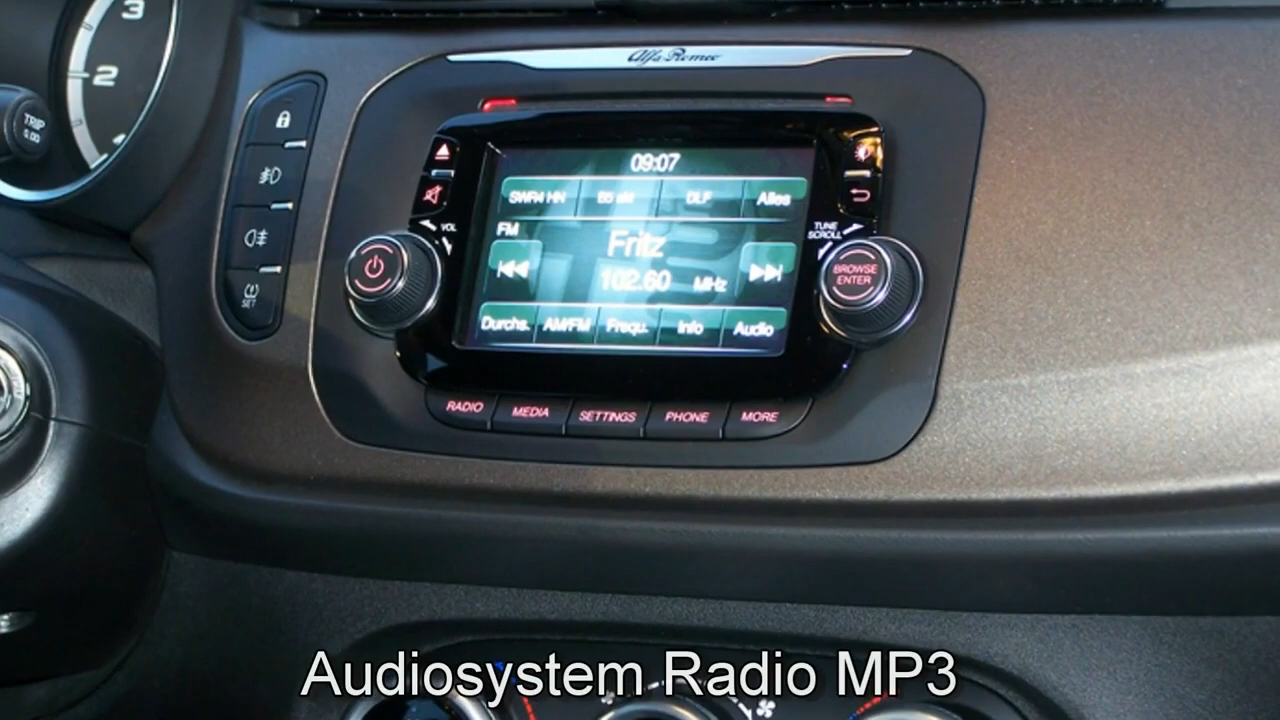 3
2
TRIP
0.00
Alfa Romeo
09:07
SWR4 HN
DLF
Alles
FM
Fritz
102.60 MHz
Durchs. AM/FM Frequ. Info Audio
VOL
TUNE
SCROLL
BROWSE
ENTER
SET
RADIO MEDIA SETTINGS PHONE MORE
Audiosystem Radio MP3